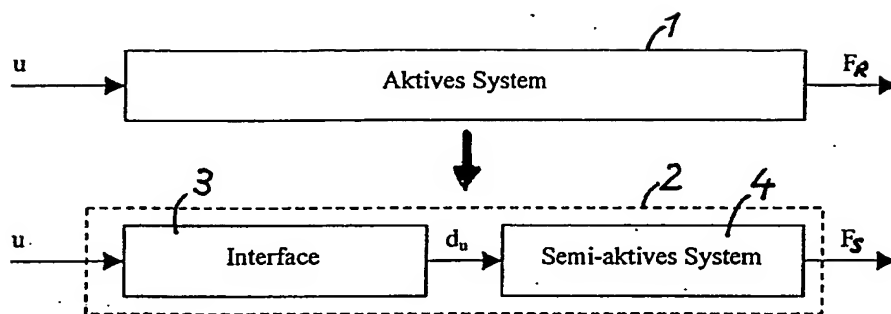 1
u
Aktives System
F_R
3
2
4
u
Interface
d_u
Semi-aktives System
F_S